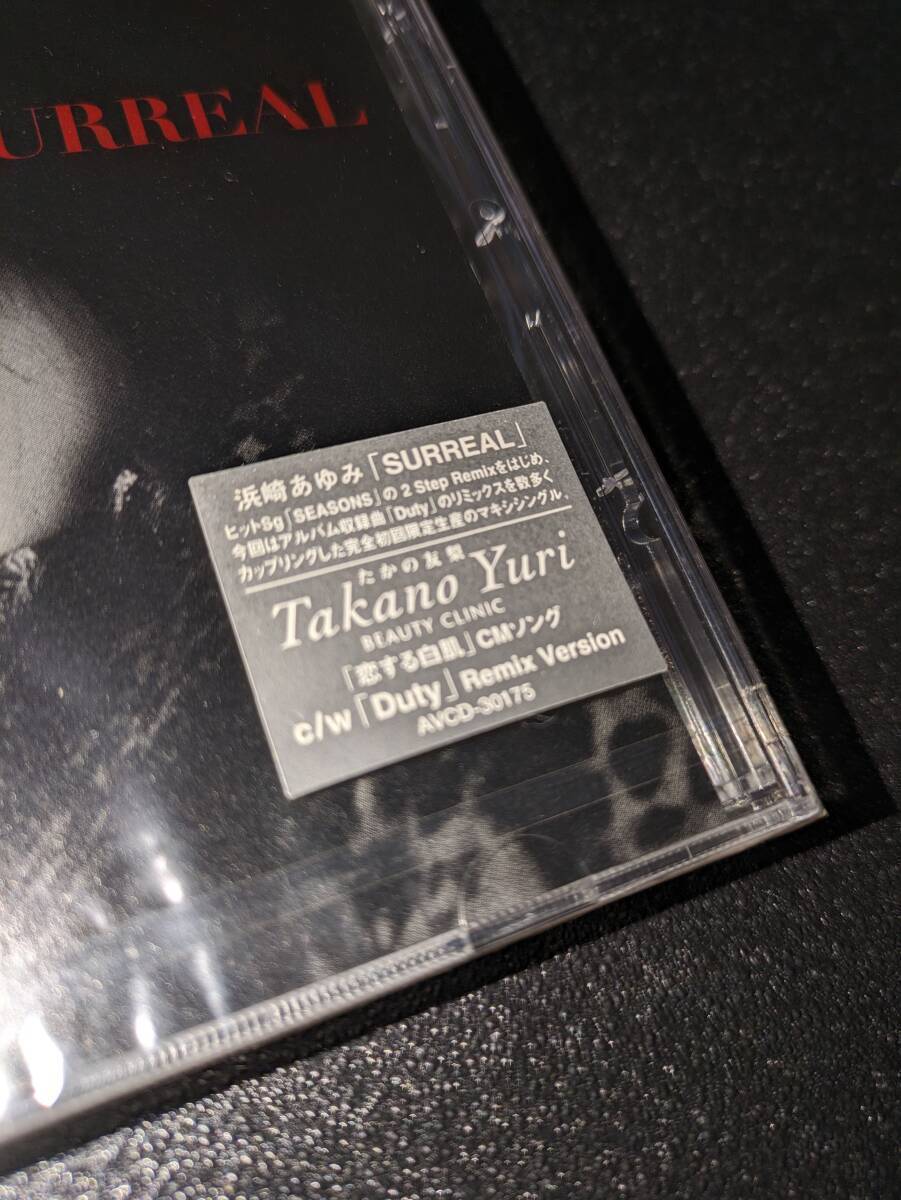 URREAL
浜崎あゆみ「SURREAL」
ヒットSg「SEASONS」の2 Step Remixをはじめ、
今回はアルバム収録曲「Duty」のリミックスを数多く
カップリングした完全初回限定生産のマキシシングル。
たかの友梨
Takano Yuri
BEAUTY CLINIC
「恋する白肌」CMソング
c/w「Duty」Remix Version
AVCD-30175